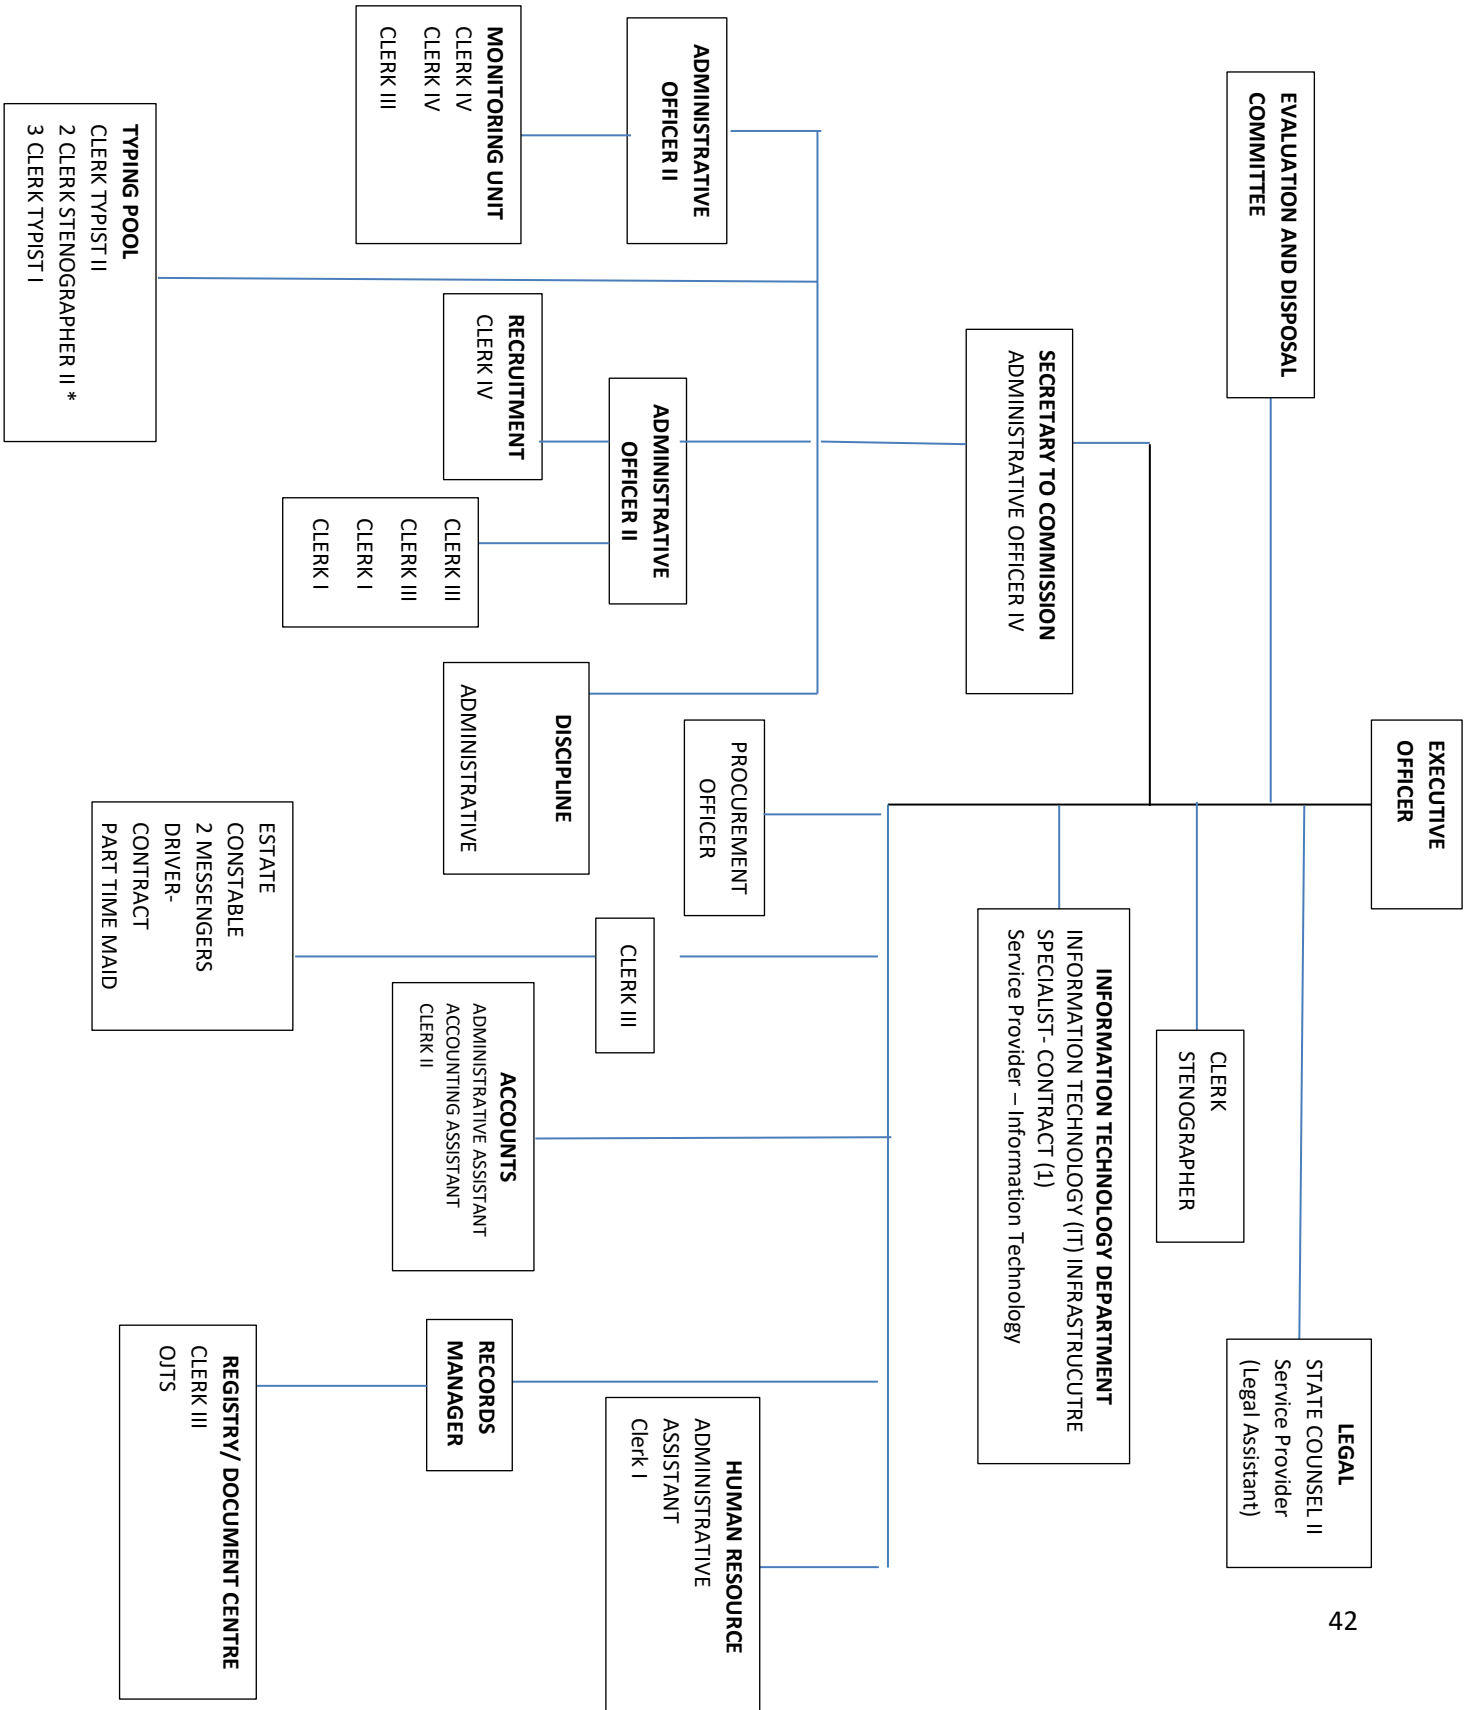 EXECUTIVE
OFFICER
EVALUATION AND DISPOSAL
COMMITTEE
LEGAL
STATE COUNSEL II
Service Provider
(Legal Assistant)
CLERK
STENOGRAPHER
SECRETARY TO COMMISSION
ADMINISTRATIVE OFFICER IV
INFORMATION TECHNOLOGY DEPARTMENT
INFORMATION TECHNOLOGY (IT) INFRASTRUCUTRE
SPECIALIST- CONTRACT (1)
Service Provider – Information Technology
ADMINISTRATIVE
OFFICER II
MONITORING UNIT
CLERK IV
CLERK IV
CLERK III
TYPING POOL
CLERK TYPIST II
2 CLERK STENOGRAPHER II *
3 CLERK TYPIST I
ADMINISTRATIVE
OFFICER II
RECRUITMENT
CLERK IV
CLERK III
CLERK III
CLERK I
CLERK I
DISCIPLINE
ADMINISTRATIVE
PROCUREMENT
OFFICER
CLERK III
ESTATE
CONSTABLE
2 MESSENGERS
DRIVER-
CONTRACT
PART TIME MAID
ACCOUNTS
ADMINISTRATIVE ASSISTANT
ACCOUNTING ASSISTANT
CLERK II
RECORDS
MANAGER
REGISTRY/ DOCUMENT CENTRE
CLERK III
OJTS
HUMAN RESOURCE
ADMINISTRATIVE
ASSISTANT
Clerk I
42